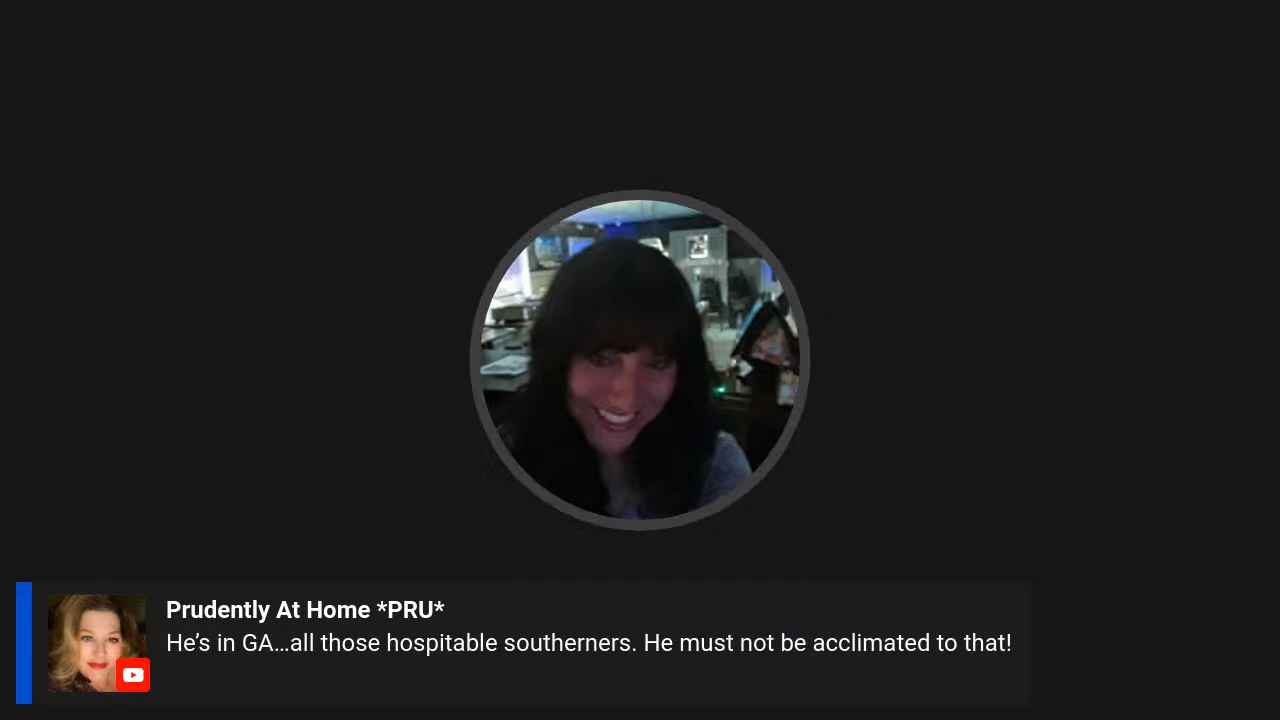 Prudently At Home *PRU*
He’s in GA…all those hospitable southerners. He must not be acclimated to that!